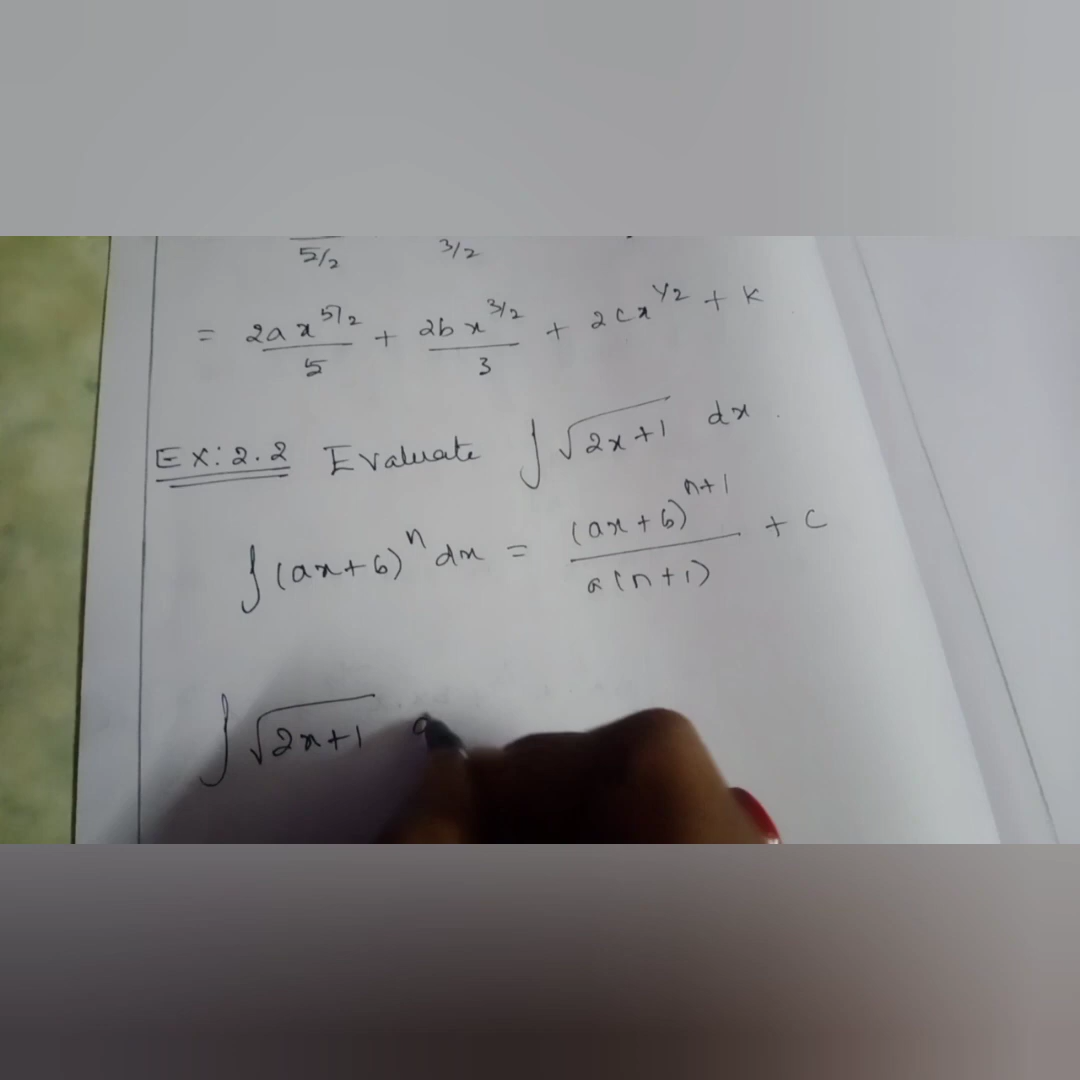 5/2 3/2
= 2ax^5/2 / 5 + 2bx^3/2 / 3 + 2cx^1/2 + K
EX: 2.2 Evaluate ∫√(2x+1) dx.
∫(ax+b)^n dx = (ax+b)^n+1 / a(n+1) + c
∫√(2x+1)